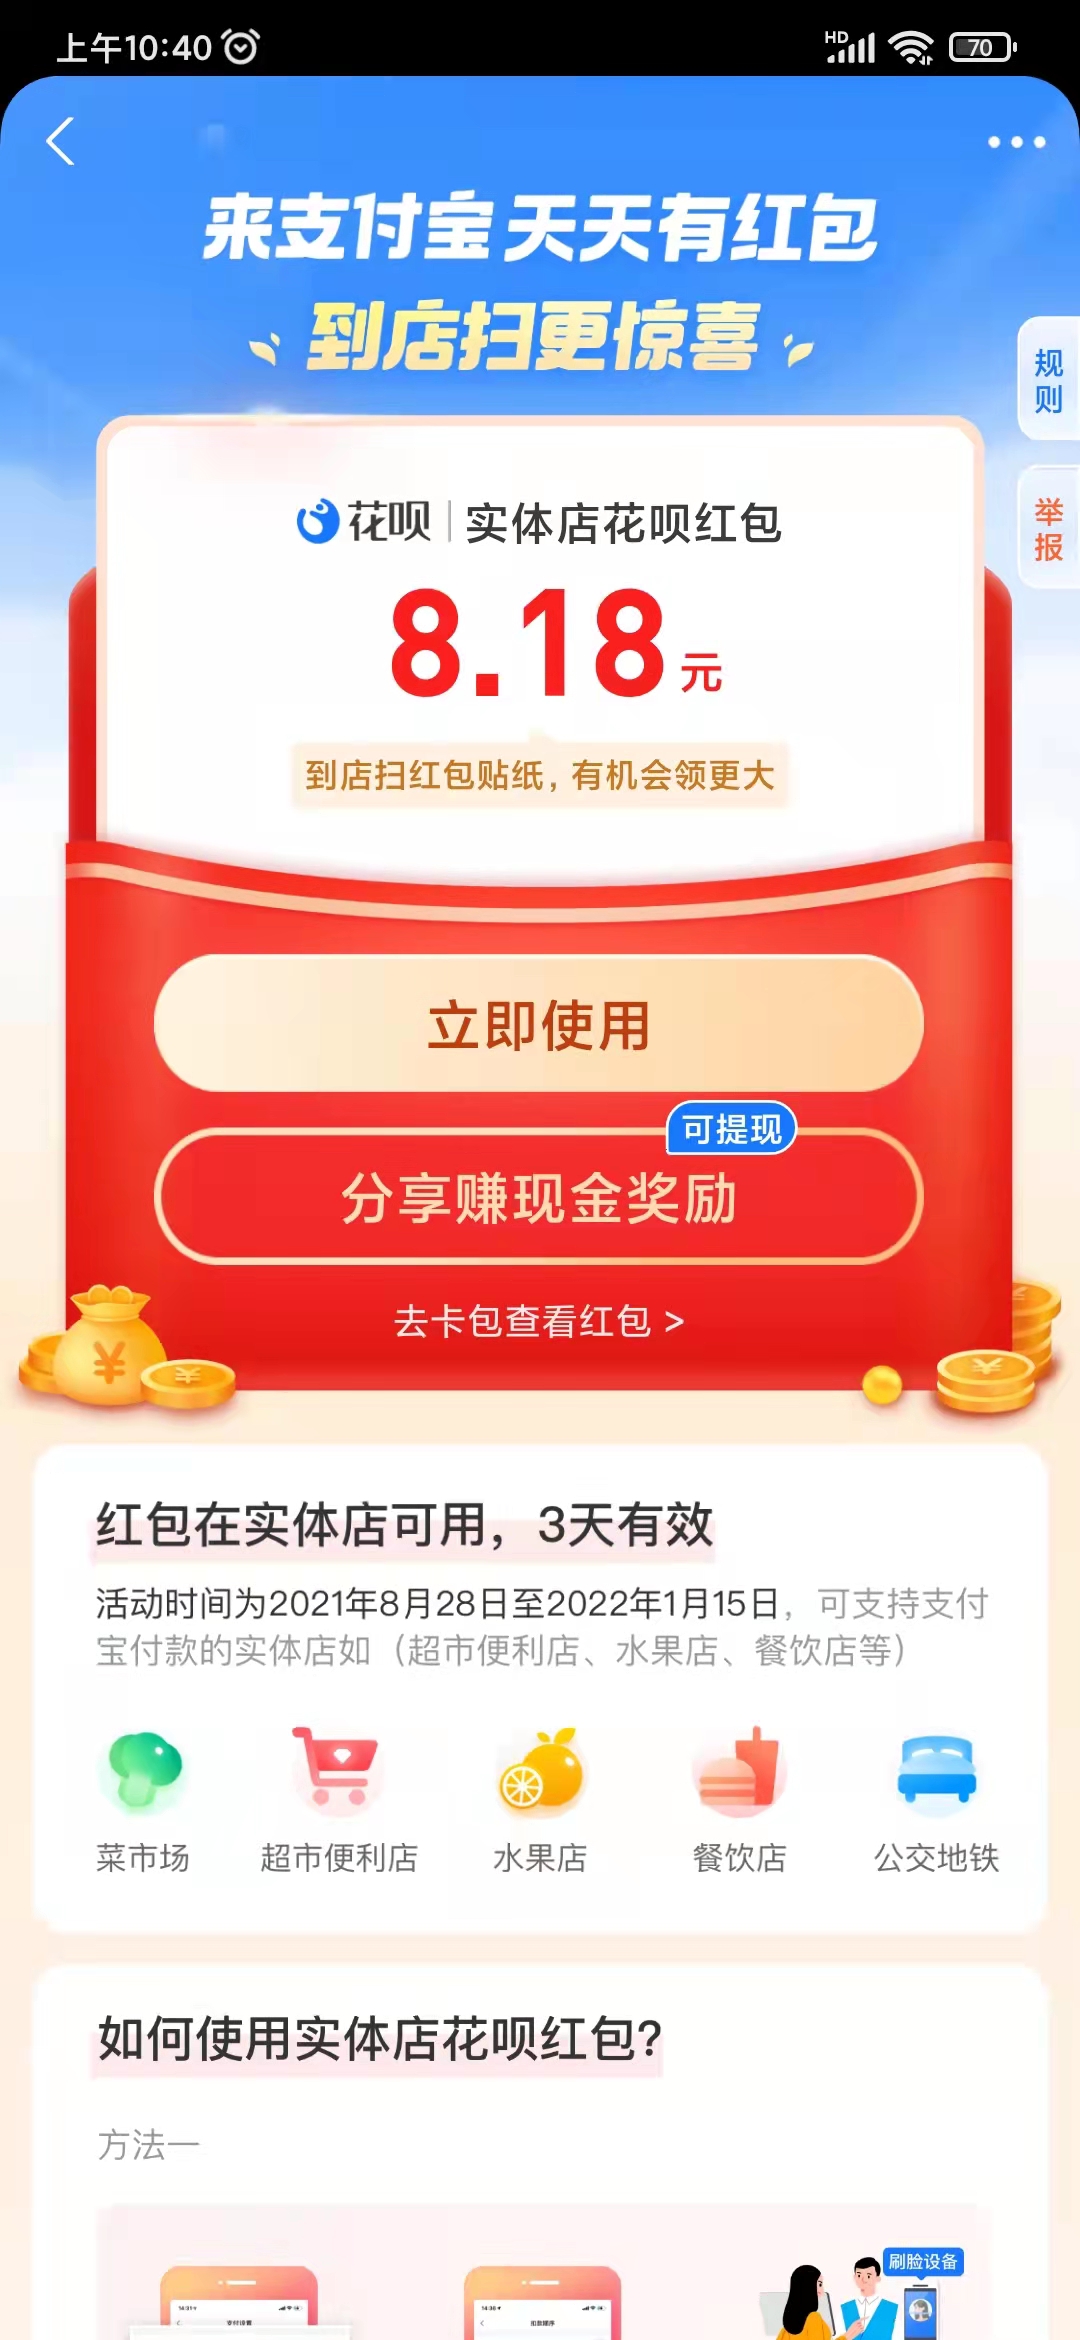 上午10:40
HD
70
来支付宝天天有红包
到店扫更惊喜
规则
举报
花呗 实体店花呗红包
8.18元
到店扫红包贴纸,有机会领更大
立即使用
可提现
分享赚现金奖励
去卡包查看红包 >
红包在实体店可用，3天有效
活动时间为2021年8月28日至2022年1月15日，可支持支付
宝付款的实体店如（超市便利店、水果店、餐饮店等）
菜市场 超市便利店 水果店 餐饮店 公交地铁
如何使用实体店花呗红包?
方法一
刷脸设备
支付设置
扣款顺序